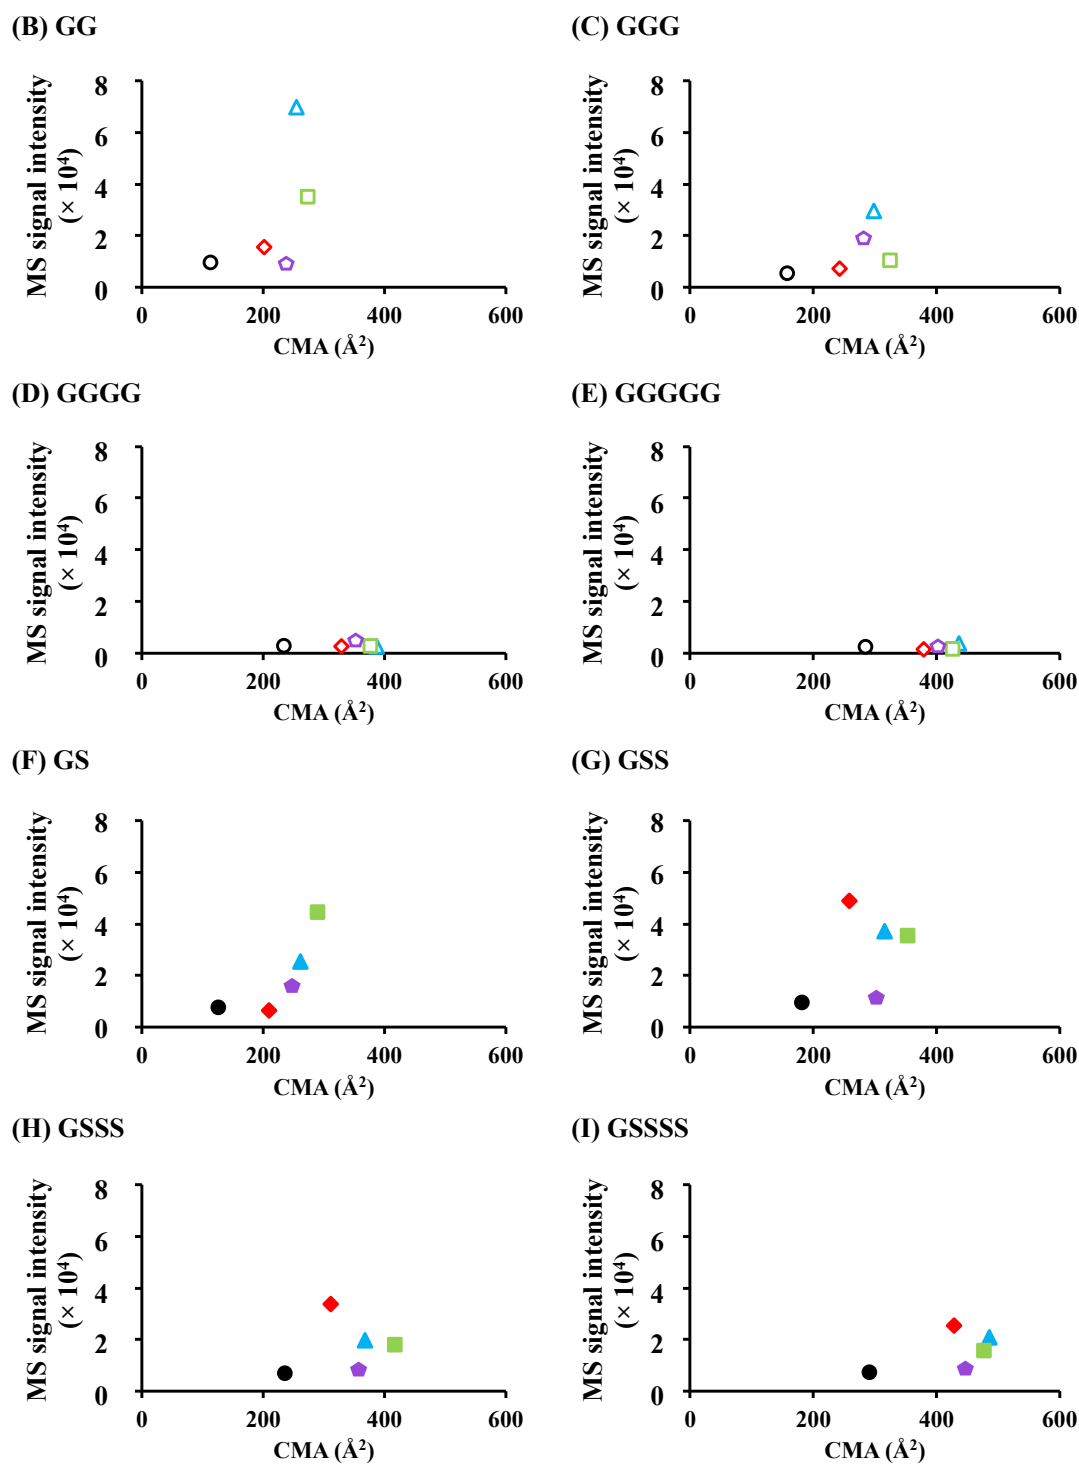 (B) GG
MS signal intensity
(× 10⁴)
8
6
4
2
0
0 200 400 600
CMA (Å²)
(C) GGG
MS signal intensity
(× 10⁴)
8
6
4
2
0
0 200 400 600
CMA (Å²)
(D) GGGG
MS signal intensity
(× 10⁴)
8
6
4
2
0
0 200 400 600
CMA (Å²)
(E) GGGGG
MS signal intensity
(× 10⁴)
8
6
4
2
0
0 200 400 600
CMA (Å²)
(F) GS
MS signal intensity
(× 10⁴)
8
6
4
2
0
0 200 400 600
CMA (Å²)
(G) GSS
MS signal intensity
(× 10⁴)
8
6
4
2
0
0 200 400 600
CMA (Å²)
(H) GSSS
MS signal intensity
(× 10⁴)
8
6
4
2
0
0 200 400 600
CMA (Å²)
(I) GSSSS
MS signal intensity
(× 10⁴)
8
6
4
2
0
0 200 400 600
CMA (Å²)